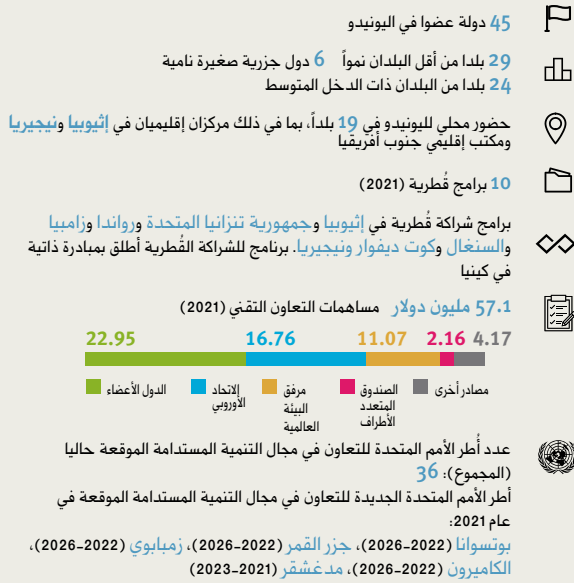 45 دولة عضوا في اليونيدو
29 بلدا من أقل البلدان نمواً 6 دول جزرية صغيرة نامية
24 بلدا من البلدان ذات الدخل المتوسط
حضور محلي لليونيدو في 19 بلداً، بما في ذلك مركزان إقليميان في إثيوبيا ونيجيريا
ومكتب إقليمي جنوب أفريقيا
10 برامج قُطرية (2021)
برامج شراكة قُطرية في إثيوبيا وجمهورية تنزانيا المتحدة ورواندا وزامبيا
والسنغال وكوت ديفوار ونيجيريا. برنامج للشراكة القُطرية أطلق بمبادرة ذاتية
في كينيا
57.1 مليون دولار مساهمات التعاون التقني (2021)
22.95 16.76 11.07 2.16 4.17
مصادر أخرى
الصندوق
المتعدد
الأطراف
مرفق
البيئة
العالمية
الاتحاد
الأوروبي
الدول الأعضاء
عدد أُطر الأمم المتحدة للتعاون في مجال التنمية المستدامة الموقعة حاليا
(المجموع): 36
أطر الأمم المتحدة الجديدة للتعاون في مجال التنمية المستدامة الموقعة في
عام 2021:
بوتسوانا (2022-2026)، جزر القمر (2022-2026)، زمبابوي (2022-2026)،
الكاميرون (2022-2026)، مدغشقر (2021-2023)